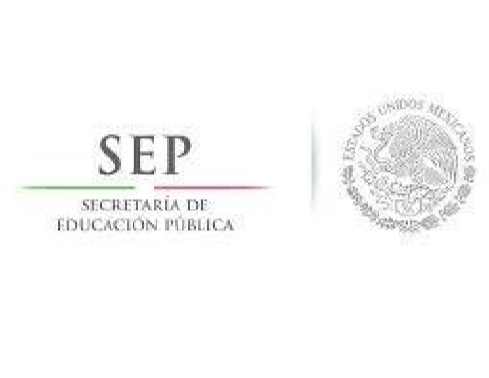 SEP
SECRETARÍA DE
EDUCACIÓN PÚBLICA
ESTADOS UNIDOS MEXICANOS